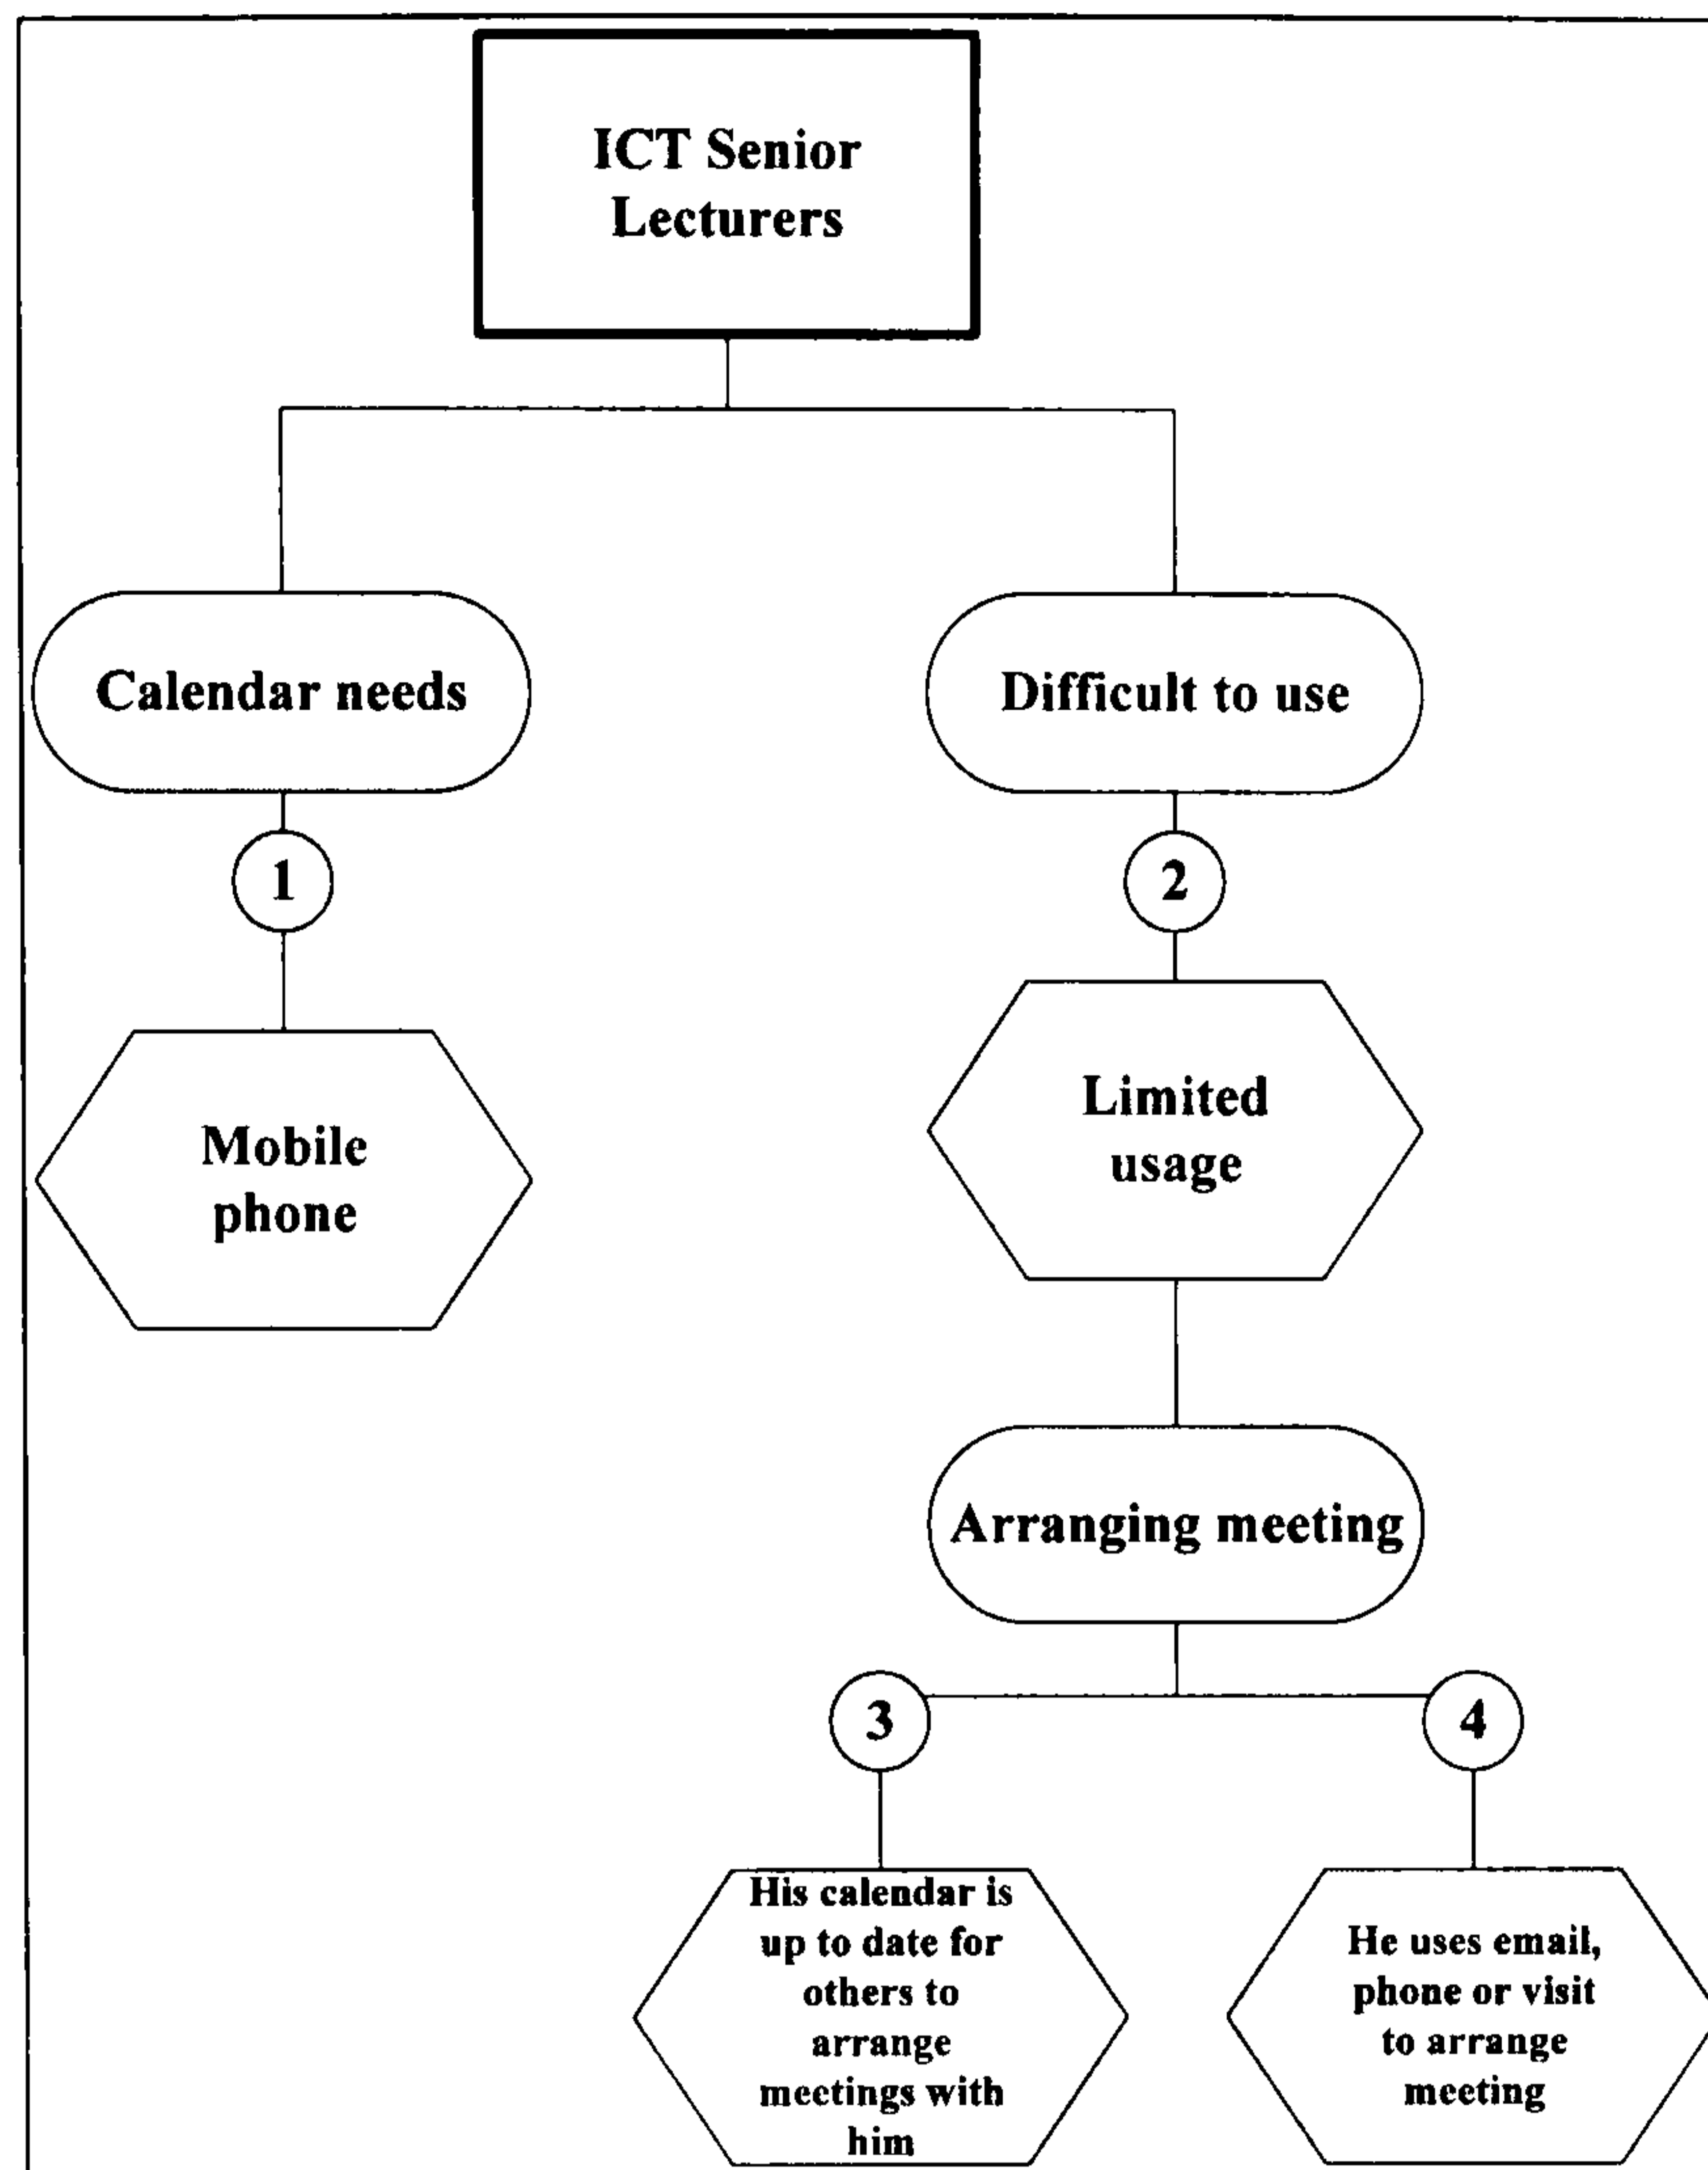 ICT Senior
Lecturers
Calendar needs
Difficult to use
1
2
Mobile
phone
Limited
usage
Arranging meeting
3
4
His calendar is
up to date for
others to
arrange
meetings with
him
He uses email,
phone or visit
to arrange
meeting